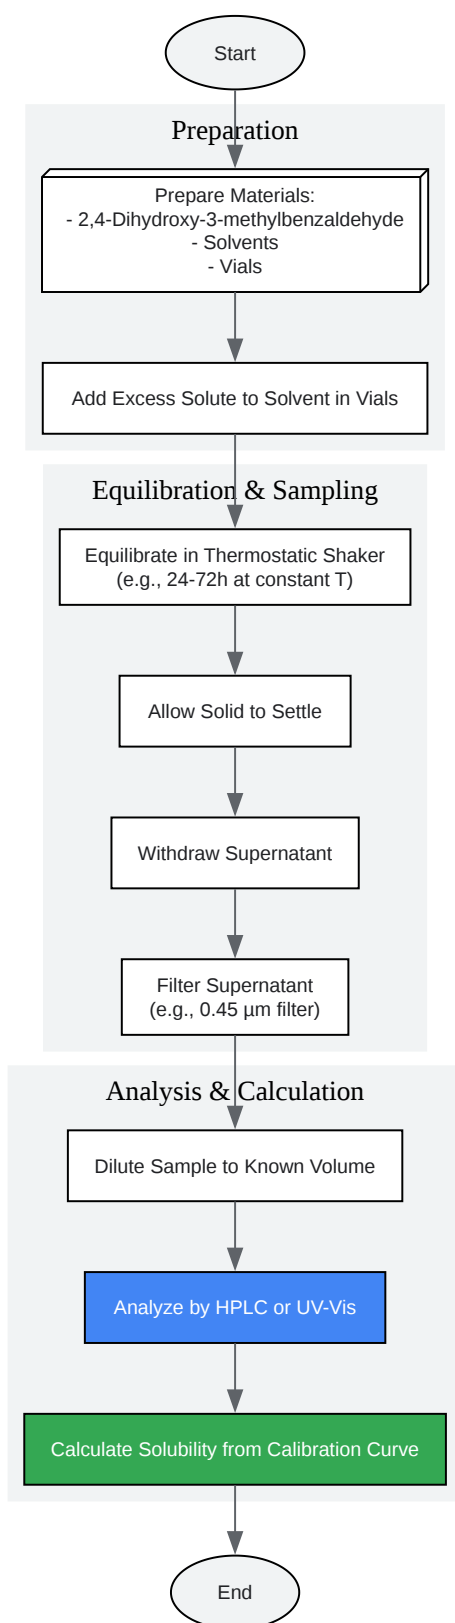 Start
Preparation
Prepare Materials:
- 2,4-Dihydroxy-3-methylbenzaldehyde
- Solvents
- Vials
Add Excess Solute to Solvent in Vials
Equilibration & Sampling
Equilibrate in Thermostatic Shaker
(e.g., 24-72h at constant T)
Allow Solid to Settle
Withdraw Supernatant
Filter Supernatant
(e.g., 0.45 µm filter)
Analysis & Calculation
Dilute Sample to Known Volume
Analyze by HPLC or UV-Vis
Calculate Solubility from Calibration Curve
End